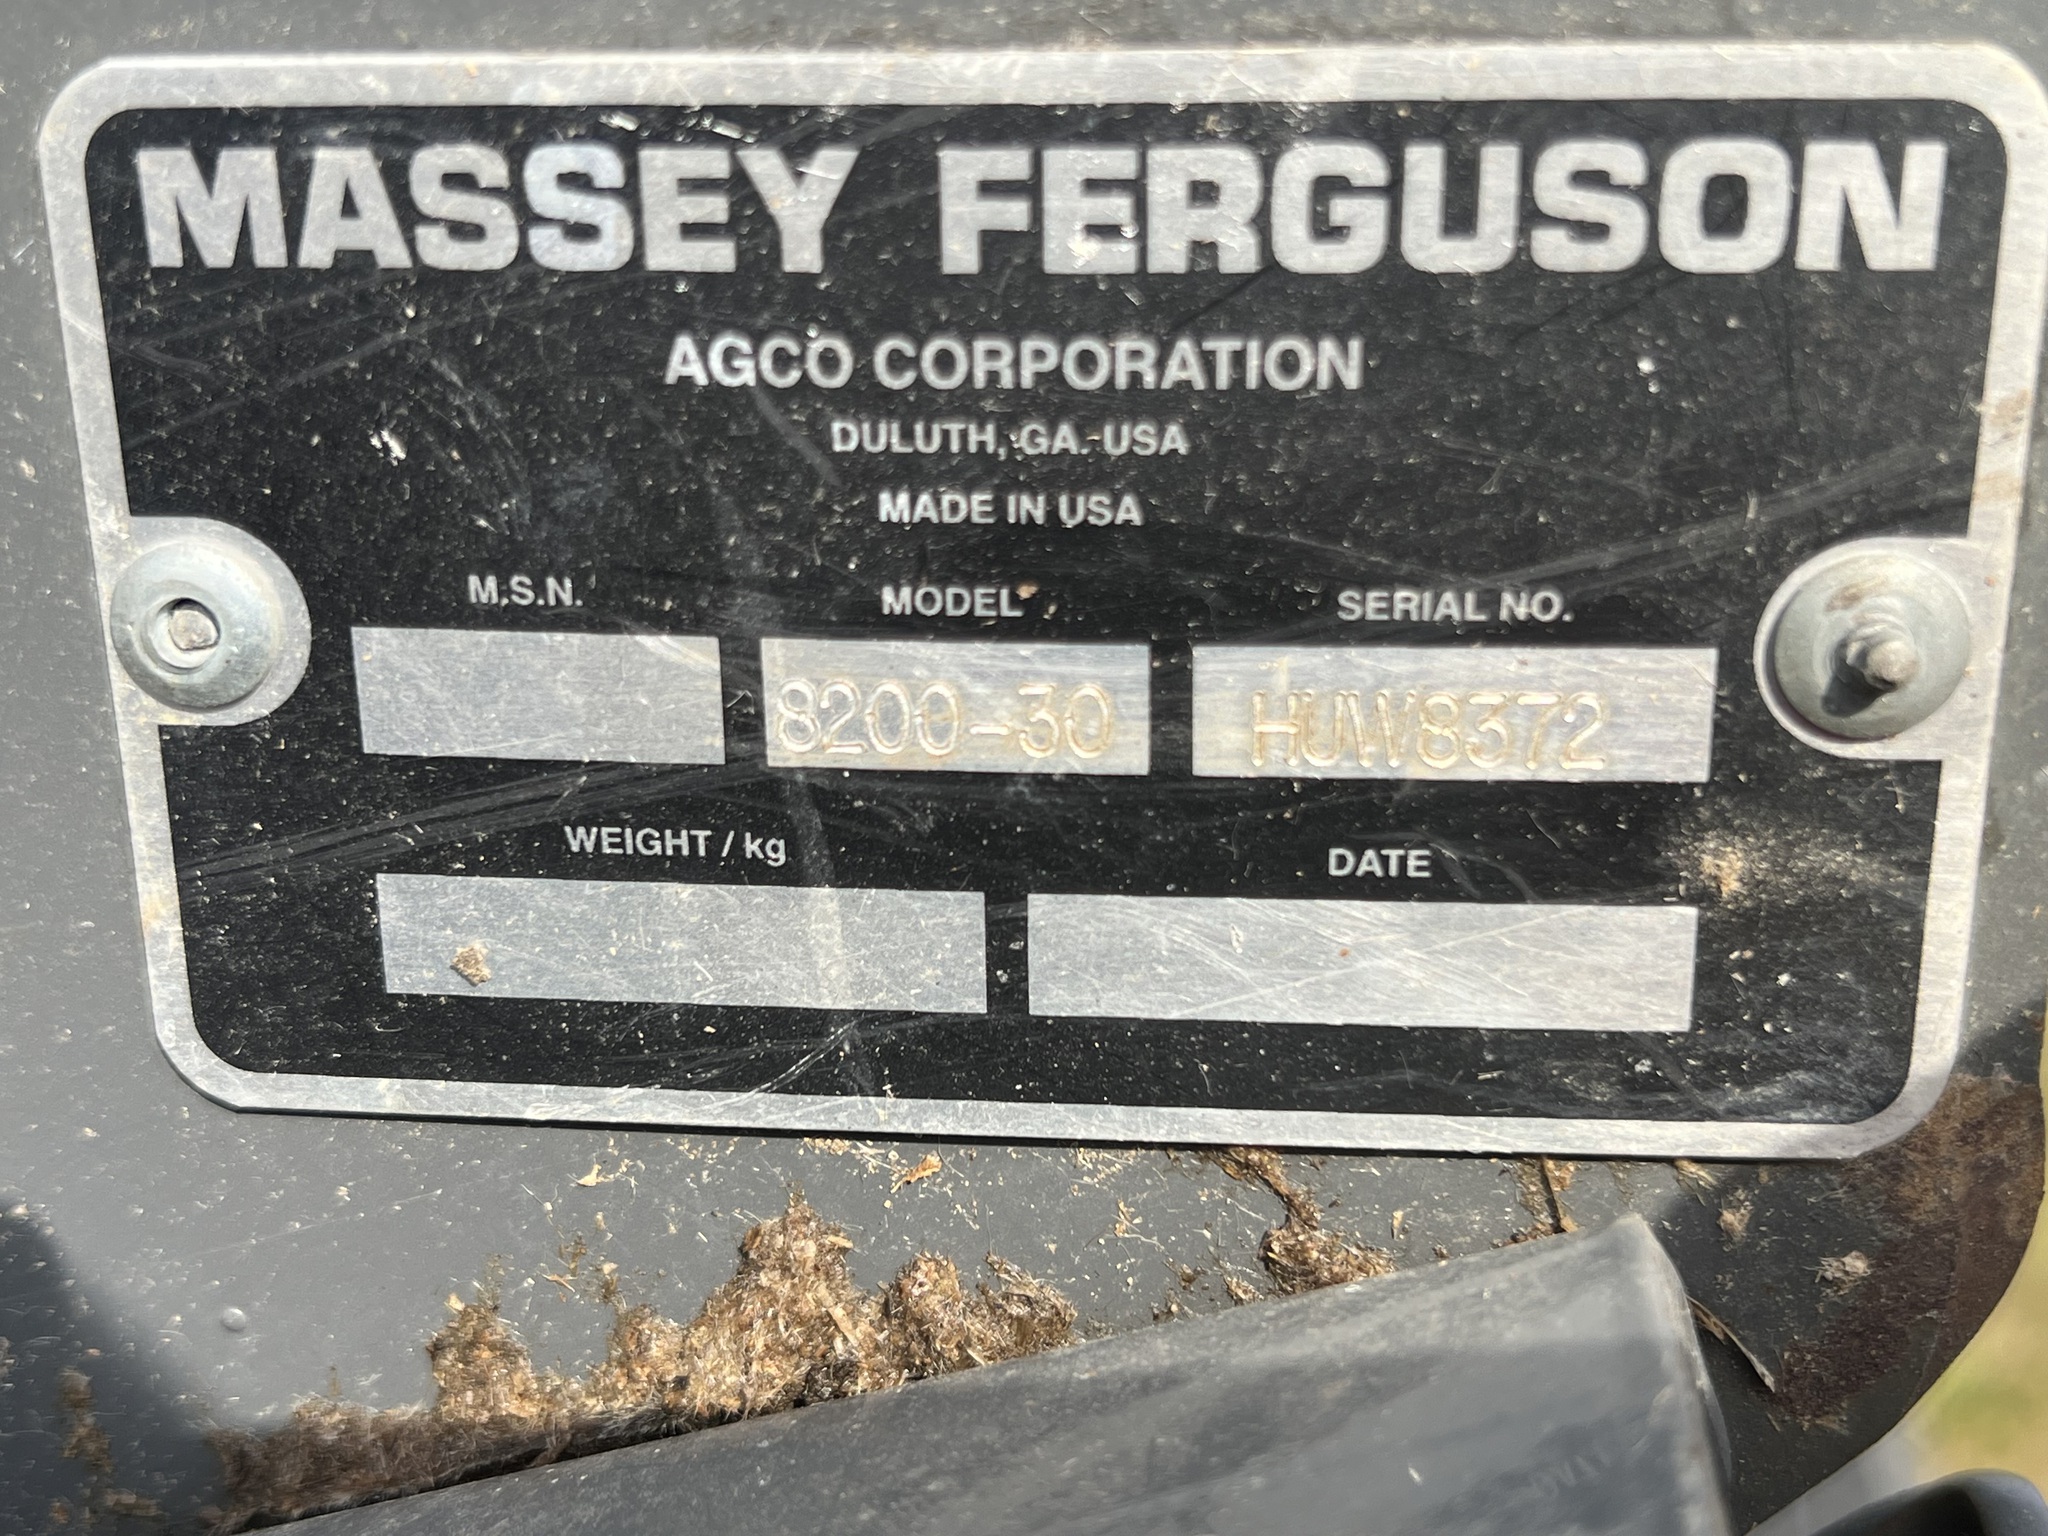 MASSEY FERGUSON
AGCO CORPORATION
DULUTH, GA. USA
MADE IN USA
M.S.N. MODEL SERIAL NO.
8200-30 HUW8372
WEIGHT / kg DATE